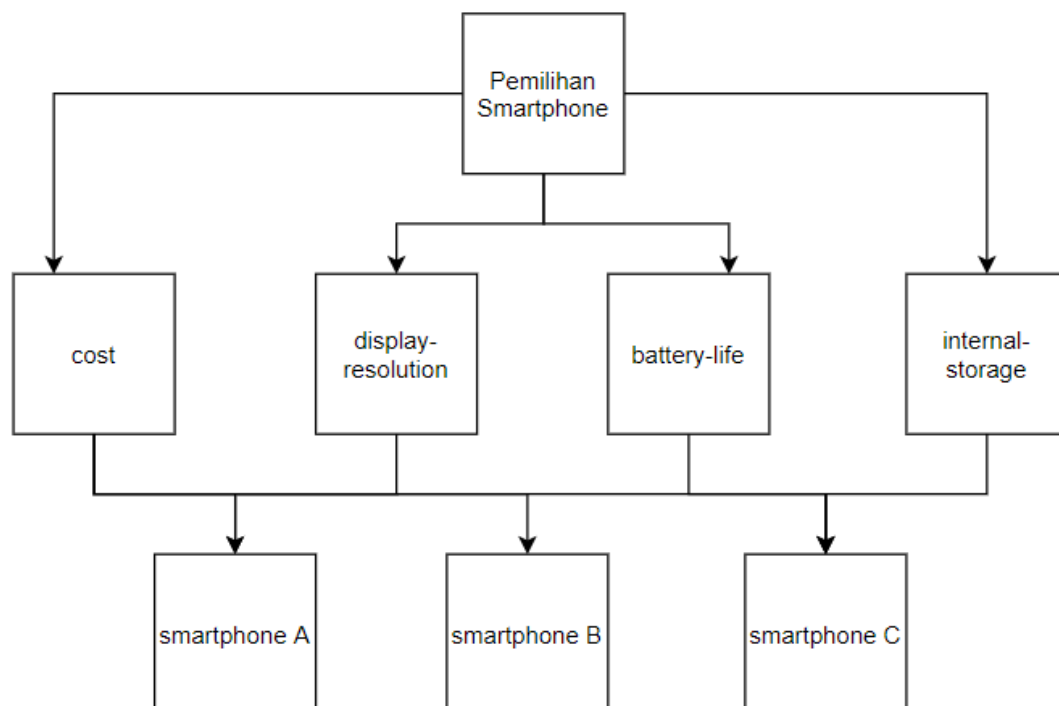 Pemilihan
Smartphone
cost
display-
resolution
battery-life
internal-
storage
smartphone A
smartphone B
smartphone C